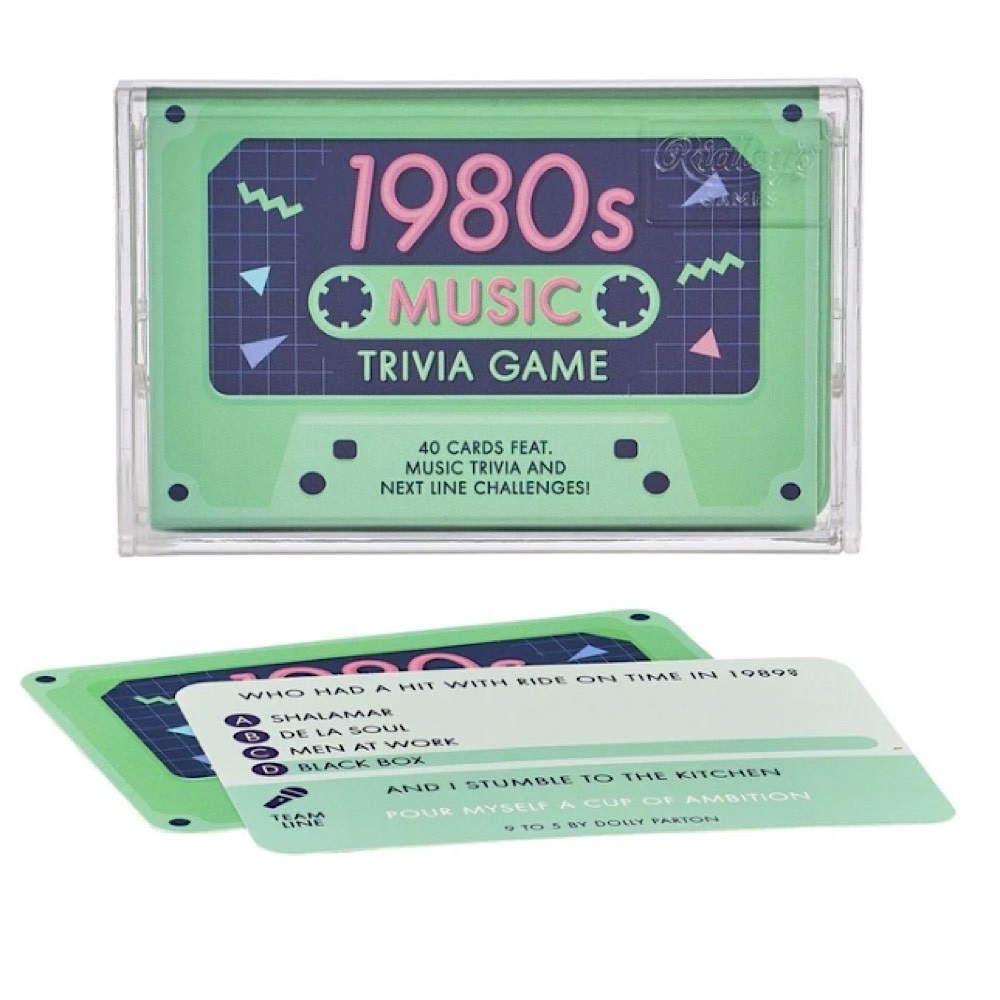 Ridley's
GAMES
1980s
MUSIC
TRIVIA GAME
40 CARDS FEAT.
MUSIC TRIVIA AND
NEXT LINE CHALLENGES!
1980s
WHO HAD A HIT WITH RIDE ON TIME IN 1989?
A SHALAMAR
B DE LA SOUL
C MEN AT WORK
D BLACK BOX
TEAM
LINE
AND I STUMBLE TO THE KITCHEN
POUR MYSELF A CUP OF AMBITION
9 TO 5 BY DOLLY PARTON